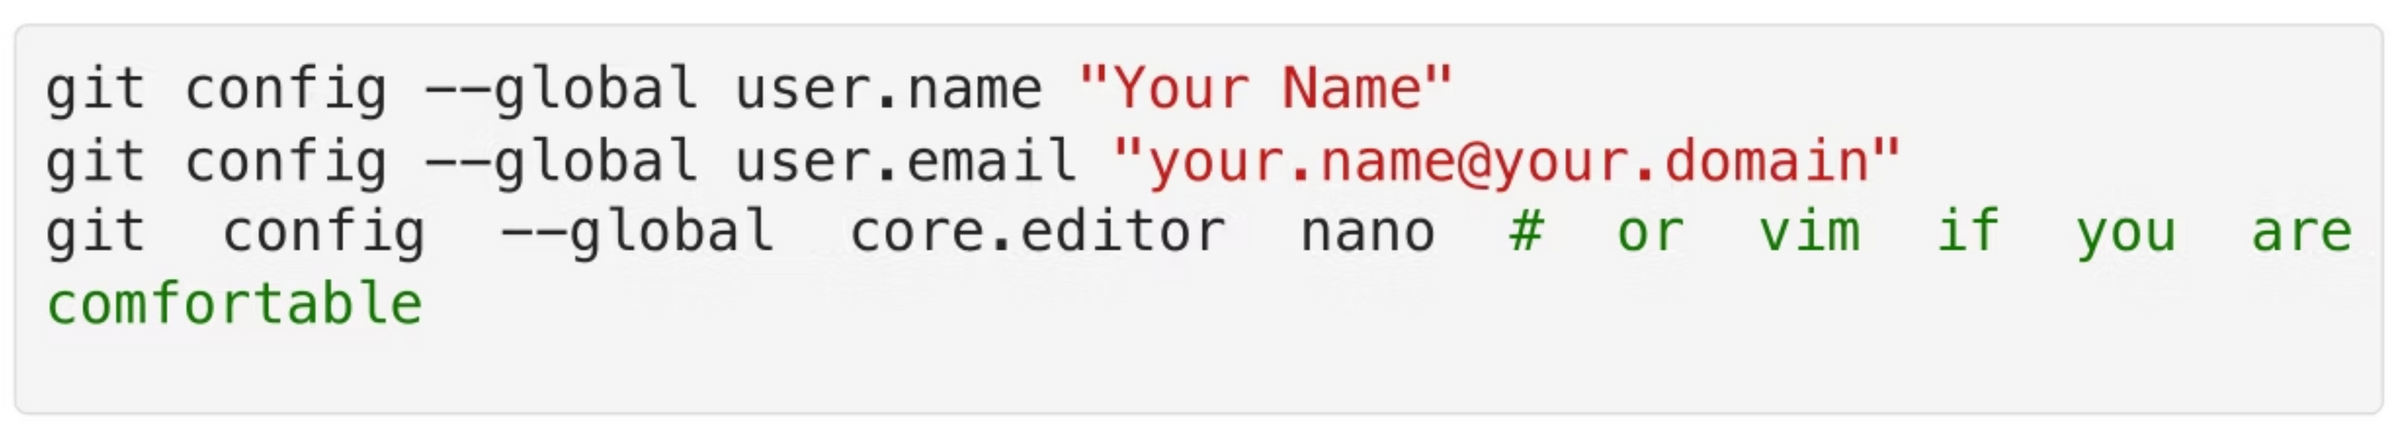 git config --global user.name "Your Name"
git config --global user.email "your.name@your.domain"
git config --global core.editor nano # or vim if you are
comfortable